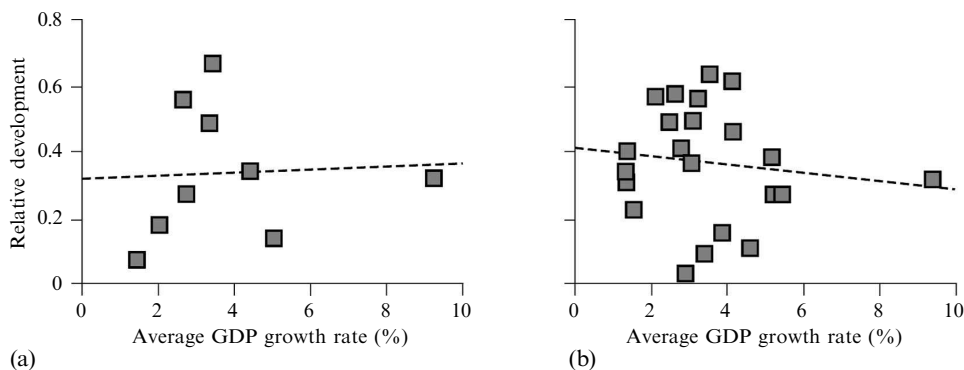 0.8
0.6
0.4
0.2
0
Relative development
0 2 4 6 8 10
Average GDP growth rate (%)
(a)
0 2 4 6 8 10
Average GDP growth rate (%)
(b)